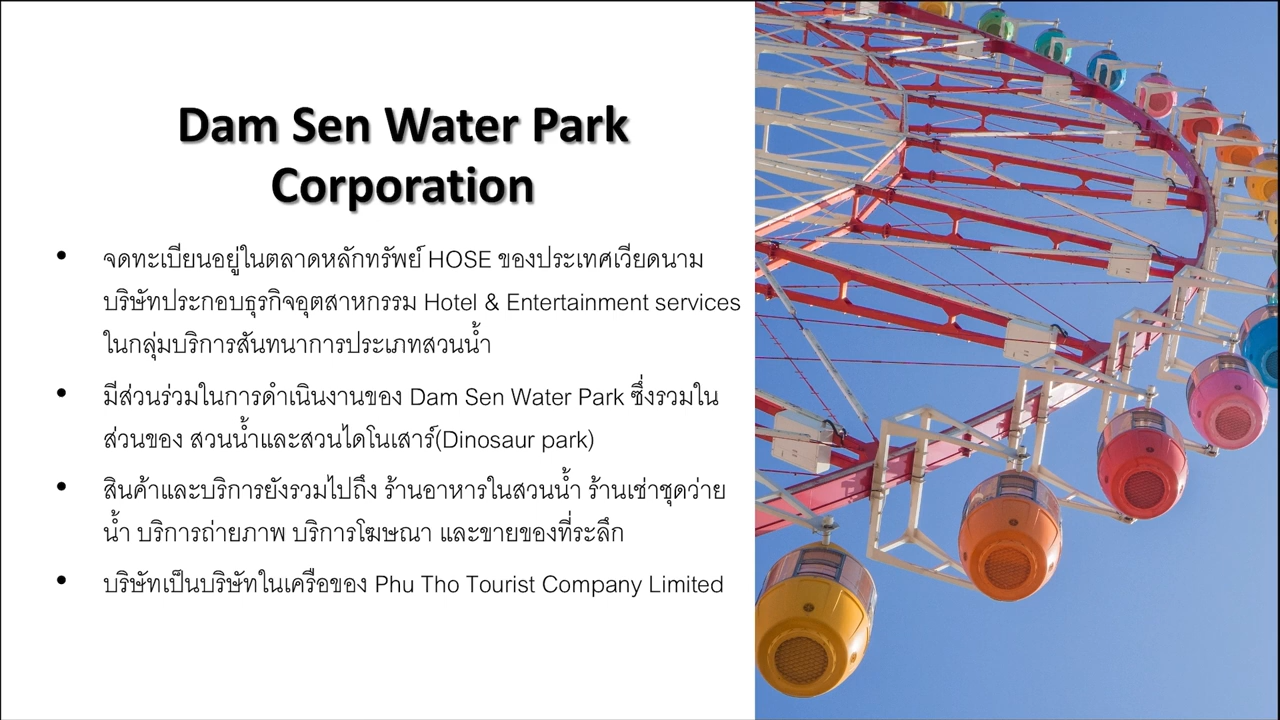 Dam Sen Water Park
Corporation
• จดทะเบียนอยู่ในตลาดหลักทรัพย์ HOSE ของประเทศเวียดนาม
บริษัทประกอบธุรกิจอุตสาหกรรม Hotel & Entertainment services
ในกลุ่มบริการสันทนาการประเภทสวนน้ำ
• มีส่วนร่วมในการดำเนินงานของ Dam Sen Water Park ซึ่งรวมใน
ส่วนของ สวนน้ำและสวนไดโนเสาร์(Dinosaur park)
• สินค้าและบริการยังรวมไปถึง ร้านอาหารในสวนน้ำ ร้านเช่าชุดว่าย
น้ำ บริการถ่ายภาพ บริการโฆษณา และขายของที่ระลึก
• บริษัทเป็นบริษัทในเครือของ Phu Tho Tourist Company Limited